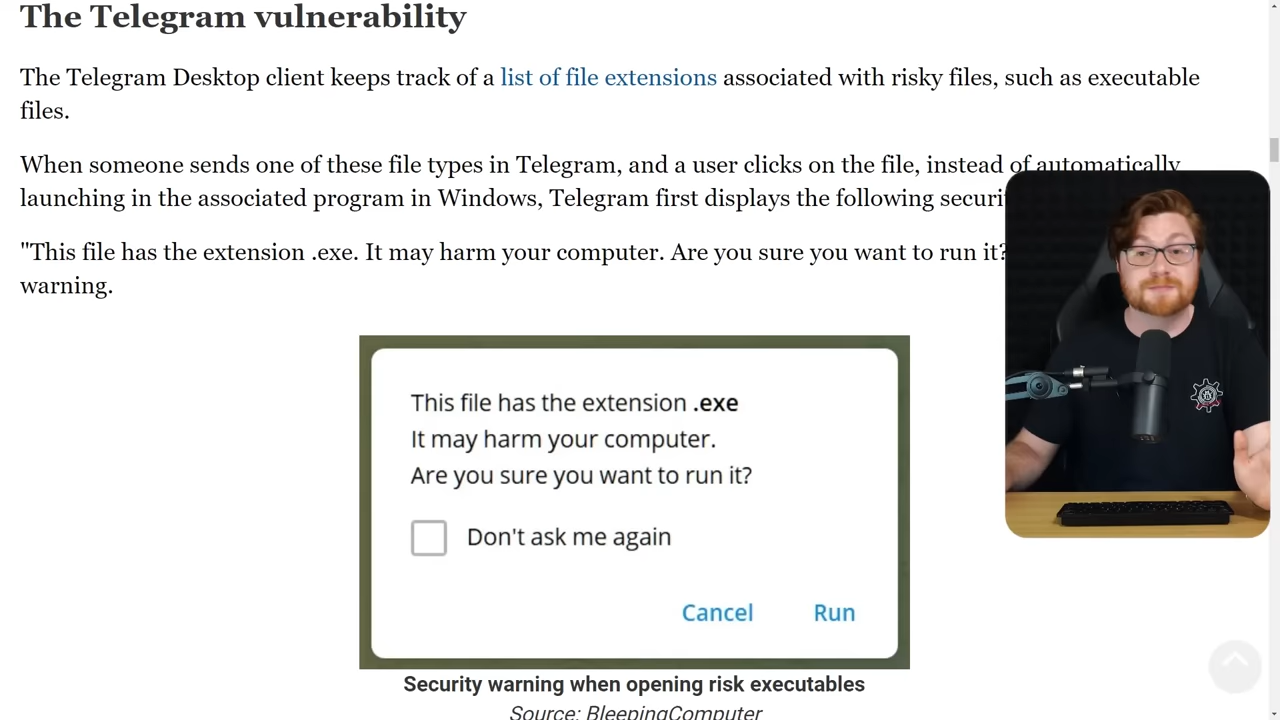 The Telegram vulnerability
The Telegram Desktop client keeps track of a list of file extensions associated with risky files, such as executable
files.
When someone sends one of these file types in Telegram, and a user clicks on the file, instead of automatically
launching in the associated program in Windows, Telegram first displays the following
"This file has the extension .exe. It may harm your computer. Are you sure you want to run it?
warning.
This file has the extension .exe
It may harm your computer.
Are you sure you want to run it?
Don't ask me again
Cancel Run
Security warning when opening risk executables
Source: BleepingComputer